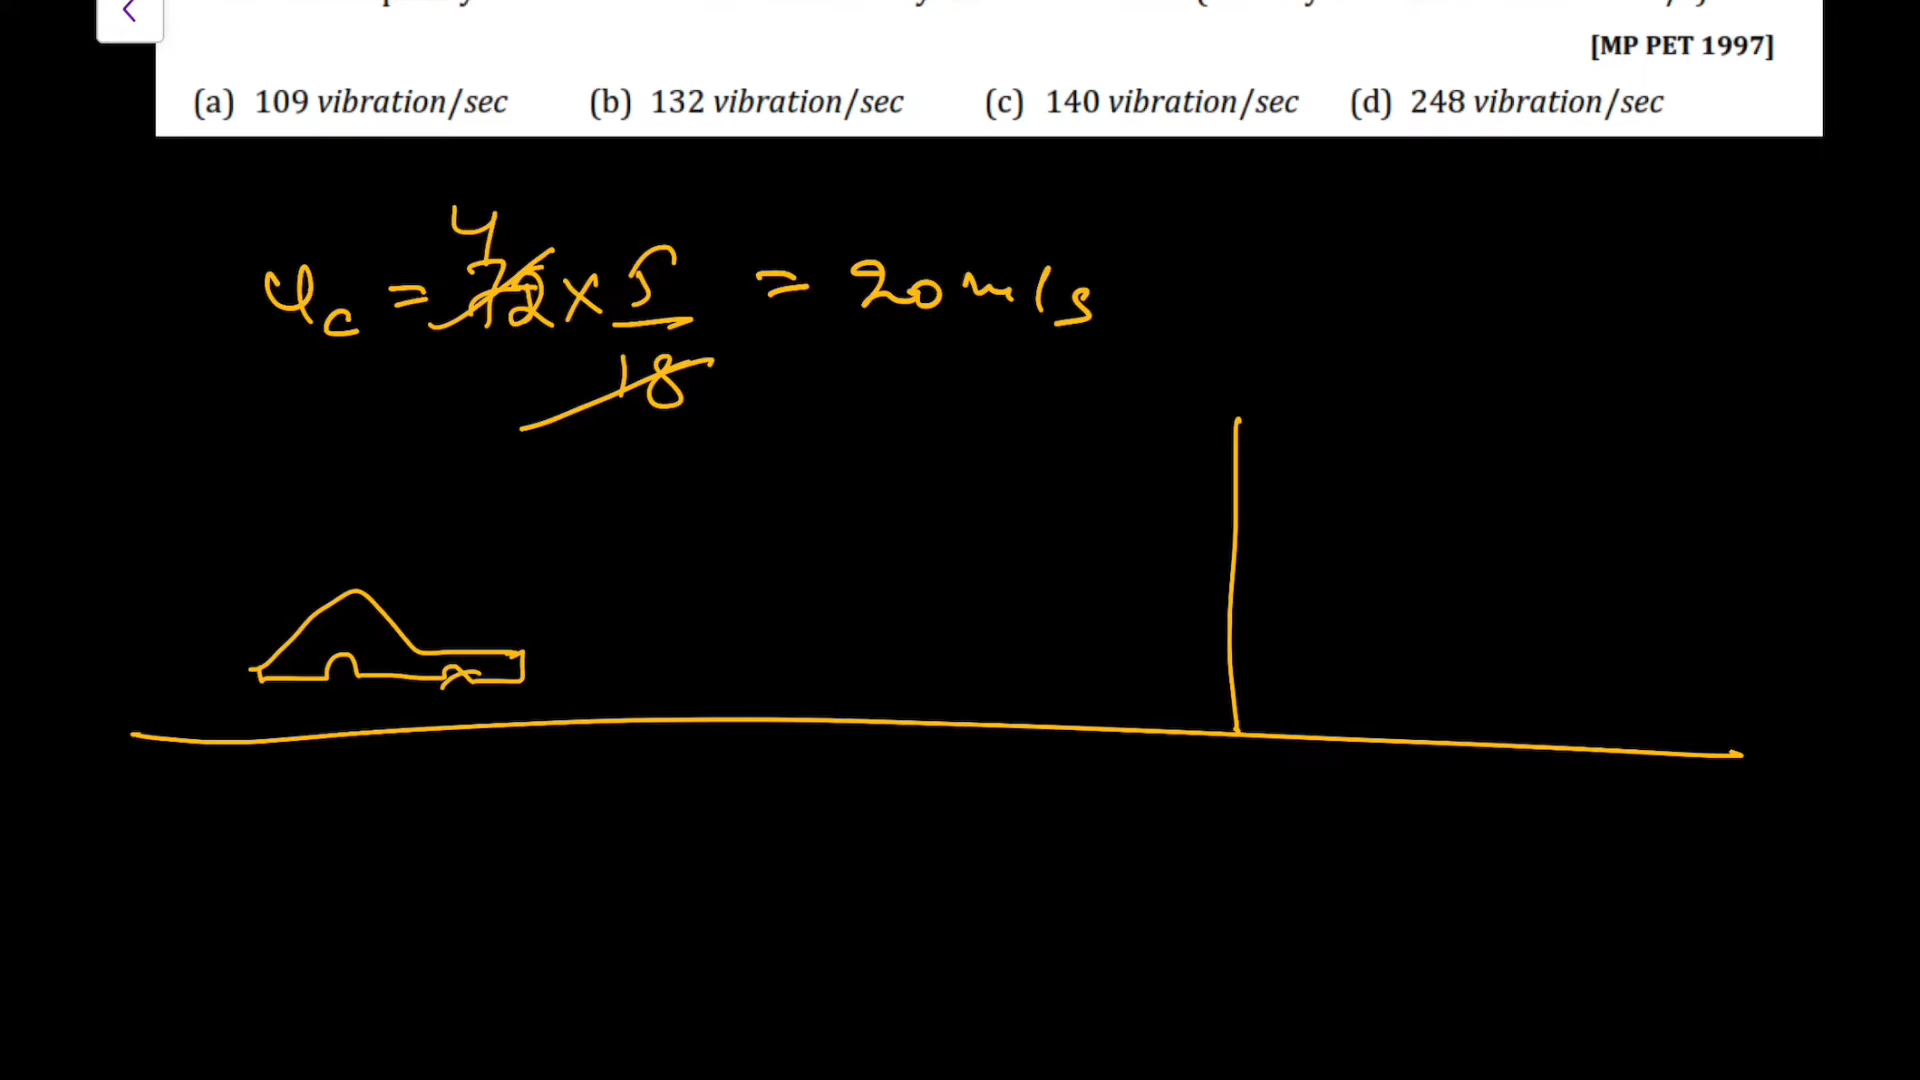 [MP PET 1997]
(a) 109 vibration/sec (b) 132 vibration/sec (c) 140 vibration/sec (d) 248 vibration/sec
4
= 72 × 5 = 20 m/s
18